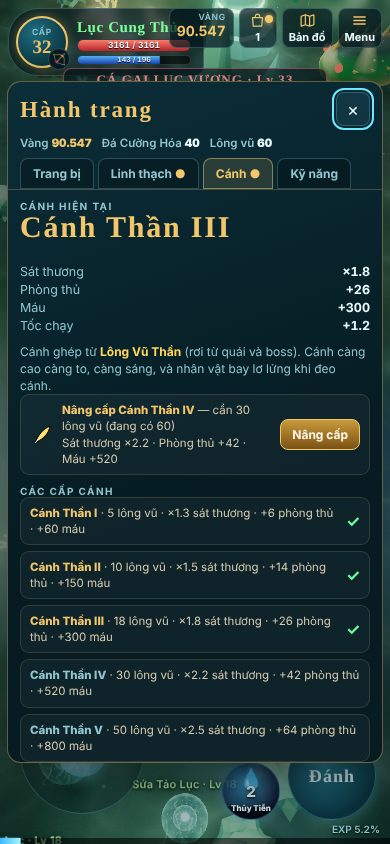 CẤP
32
Lục Cung Th
3161 / 3161
143 / 196
VÀNG
90.547
1
Bản đồ
Menu
CÁ GAI LỤC VƯƠNG · Lv 33
Hành trang
×
Vàng 90.547 Đá Cường Hóa 40 Lông vũ 60
Trang bị
Linh thạch
Cánh
Kỹ năng
CÁNH HIỆN TẠI
Cánh Thần III
Sát thương ×1.8
Phòng thủ +26
Máu +300
Tốc chạy +1.2
Cánh ghép từ Lông Vũ Thần (rơi từ quái và boss). Cánh càng
cao càng to, càng sáng, và nhân vật bay lơ lửng khi đeo
cánh.
Nâng cấp Cánh Thần IV — cần 30
lông vũ (đang có 60)
Sát thương ×2.2 · Phòng thủ +42 ·
Máu +520
Nâng cấp
CÁC CẤP CÁNH
Cánh Thần I · 5 lông vũ · ×1.3 sát thương · +6 phòng thủ
· +60 máu
✓
Cánh Thần II · 10 lông vũ · ×1.5 sát thương · +14 phòng
thủ · +150 máu
✓
Cánh Thần III · 18 lông vũ · ×1.8 sát thương · +26 phòng
thủ · +300 máu
✓
Cánh Thần IV · 30 lông vũ · ×2.2 sát thương · +42 phòng thủ
· +520 máu
Cánh Thần V · 50 lông vũ · ×2.5 sát thương · +64 phòng thủ
· +800 máu
Sứa Tảo Lục · Lv 18
2
Thủy Tiễn
Đánh
EXP 5.2%
· Lv 18